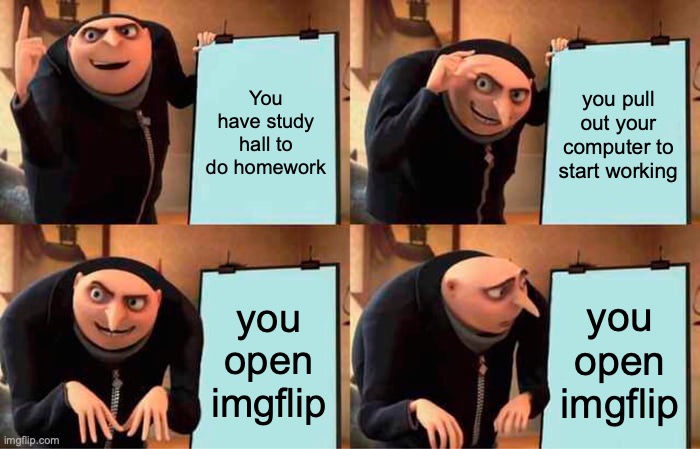 You
have study
hall to
do homework
you pull
out your
computer to
start working
you
open
imgflip
you
open
imgflip
imgflip.com